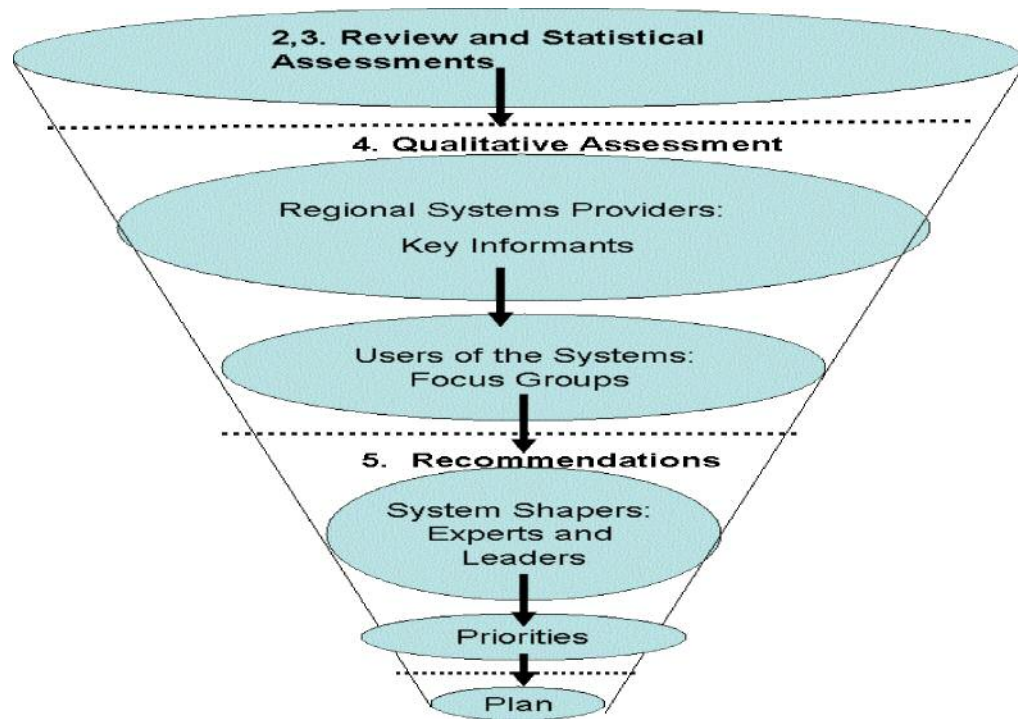 2,3. Review and Statistical
Assessments
4. Qualitative Assessment
Regional Systems Providers:
Key Informants
Users of the Systems:
Focus Groups
5. Recommendations
System Shapers:
Experts and
Leaders
Priorities
Plan